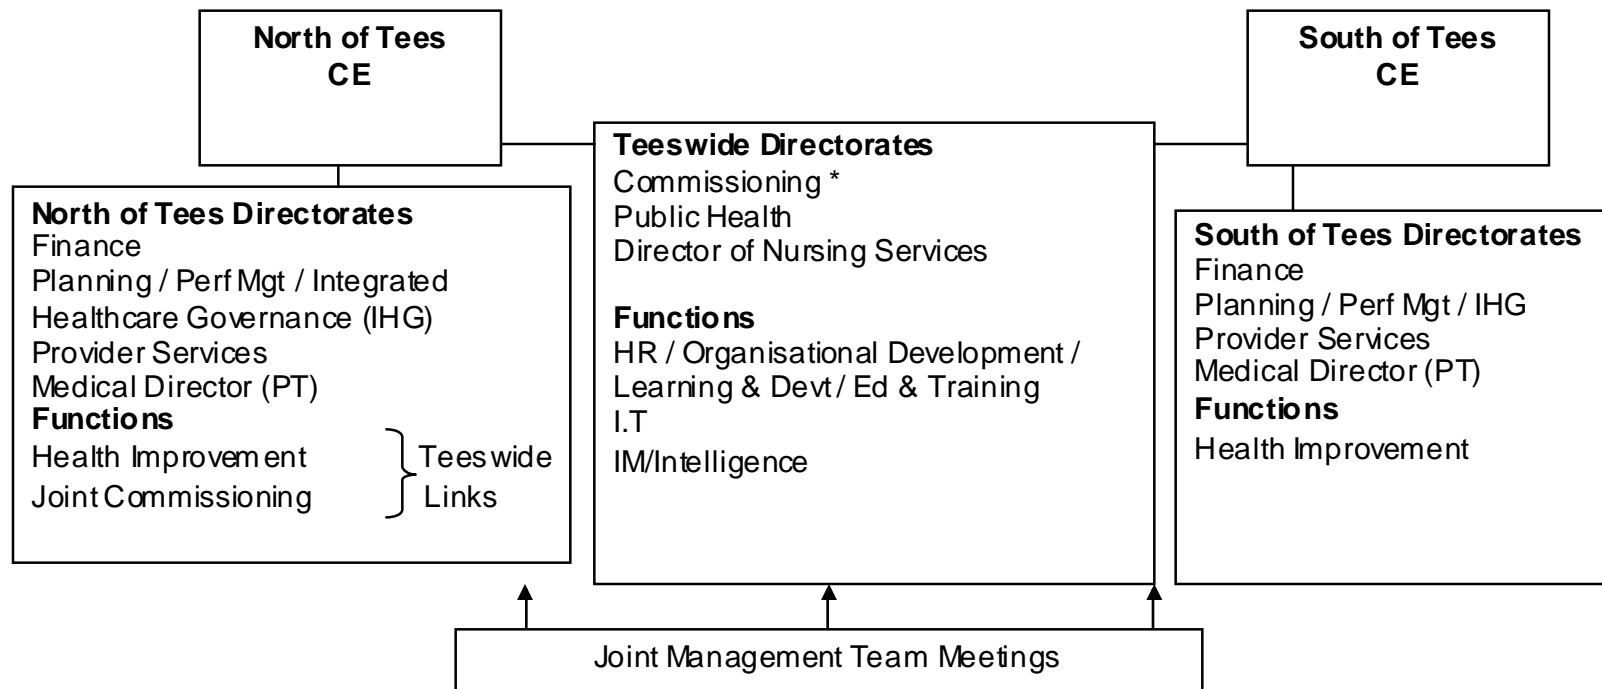 North of Tees
CE
South of Tees
CE
Teeswide Directorates
Commissioning *
Public Health
Director of Nursing Services
Functions
HR / Organisational Development /
Learning & Devt / Ed & Training
I.T
IM/Intelligence
North of Tees Directorates
Finance
Planning / Perf Mgt / Integrated
Healthcare Governance (IHG)
Provider Services
Medical Director (PT)
Functions
Health Improvement
Joint Commissioning
Teeswide
Links
South of Tees Directorates
Finance
Planning / Perf Mgt / IHG
Provider Services
Medical Director (PT)
Functions
Health Improvement
Joint Management Team Meetings